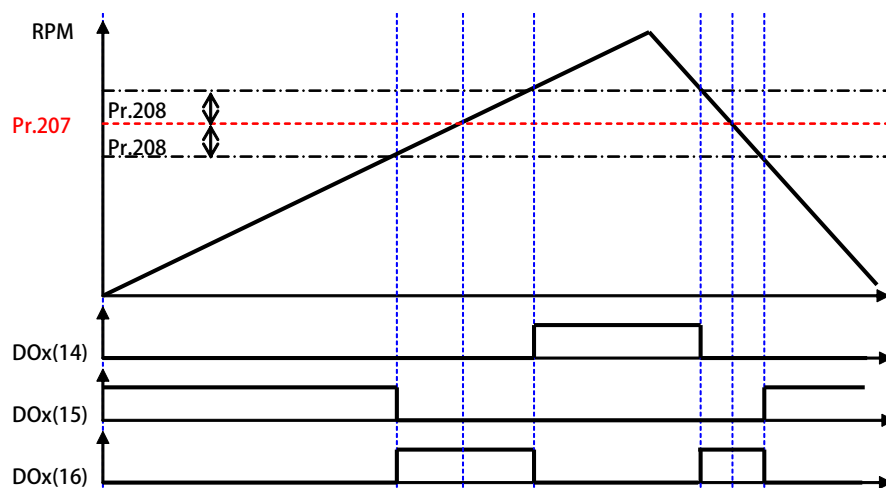 RPM
Pr.208
Pr.207
Pr.208
DOx(14)
DOx(15)
DOx(16)